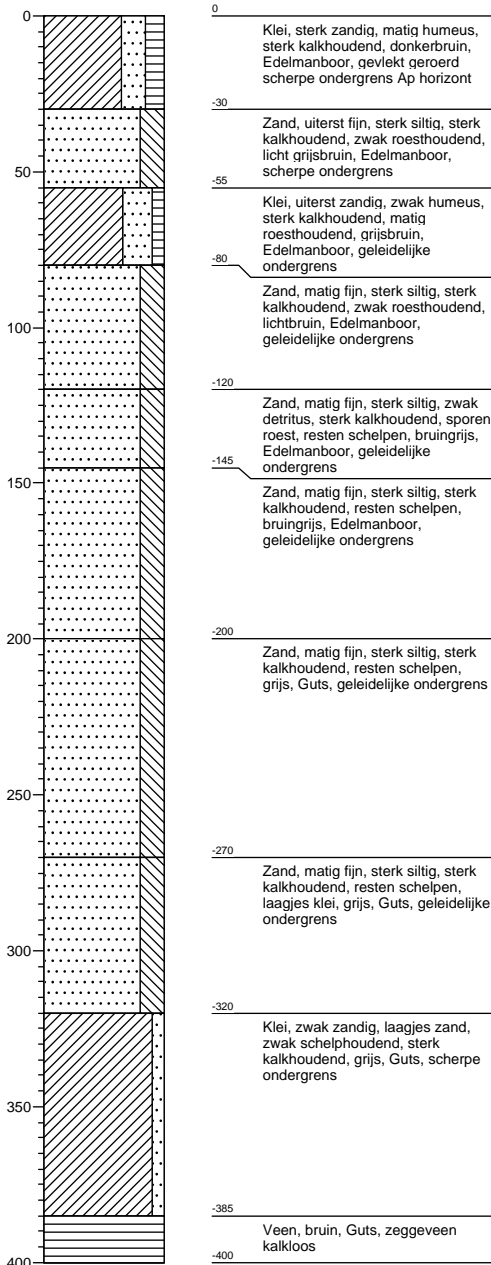 0
0
Klei, sterk zandig, matig humeus,
sterk kalkhoudend, donkerbruin,
Edelmanboor, gevlekt geroerd
scherpe ondergrens Ap horizont
-30
Zand, uiterst fijn, sterk siltig, sterk
kalkhoudend, zwak roesthoudend,
licht grijsbruin, Edelmanboor,
scherpe ondergrens
50
-55
Klei, uiterst zandig, zwak humeus,
sterk kalkhoudend, matig
roesthoudend, grijsbruin,
Edelmanboor, geleidelijke
ondergrens
-80
Zand, matig fijn, sterk siltig, sterk
kalkhoudend, zwak roesthoudend,
lichtbruin, Edelmanboor,
geleidelijke ondergrens
100
-120
Zand, matig fijn, sterk siltig, zwak
detritus, sterk kalkhoudend, sporen
roest, resten schelpen, bruingrijs,
Edelmanboor, geleidelijke
ondergrens
-145
150
Zand, matig fijn, sterk siltig, sterk
kalkhoudend, resten schelpen,
bruingrijs, Edelmanboor,
geleidelijke ondergrens
200
-200
Zand, matig fijn, sterk siltig, sterk
kalkhoudend, resten schelpen,
grijs, Guts, geleidelijke ondergrens
250
-270
Zand, matig fijn, sterk siltig, sterk
kalkhoudend, resten schelpen,
laagjes klei, grijs, Guts, geleidelijke
ondergrens
300
-320
Klei, zwak zandig, laagjes zand,
zwak schelphoudend, sterk
kalkhoudend, grijs, Guts, scherpe
ondergrens
350
-385
Veen, bruin, Guts, zeggeveen
kalkloos
400
-400